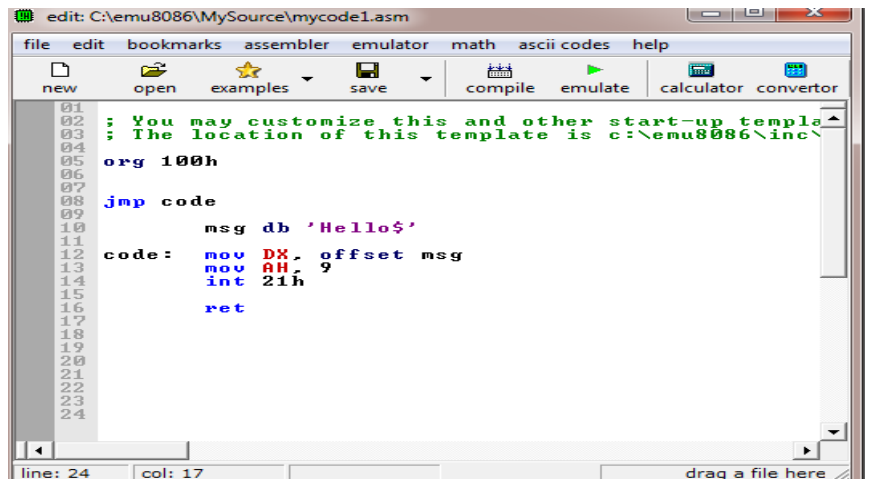 edit: C:\emu8086\MySource\mycode1.asm
file edit bookmarks assembler emulator math ascii codes help
new open examples save compile emulate calculator convertor
01
02 ; You may customize this and other start-up templa
03 ; The location of this template is c:\emu8086\inc\
04
05 org 100h
06
07
08 jmp code
09
10 msg db 'Hello$'
11
12 code: mov DX, offset msg
13 mov AH, 9
14 int 21h
15
16 ret
17
18
19
20
21
22
23
24
line: 24 col: 17 drag a file here